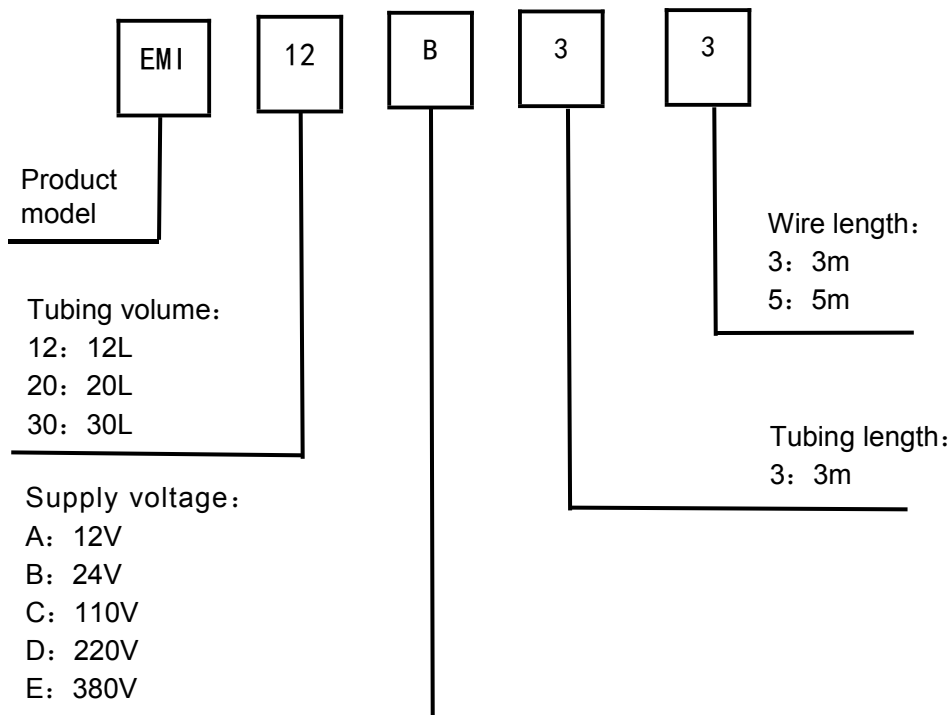 EMI
12
B
3
3
Product
model
Wire length：
3：3m
5：5m
Tubing volume：
12：12L
20：20L
30：30L
Tubing length：
3：3m
Supply voltage：
A：12V
B：24V
C：110V
D：220V
E：380V